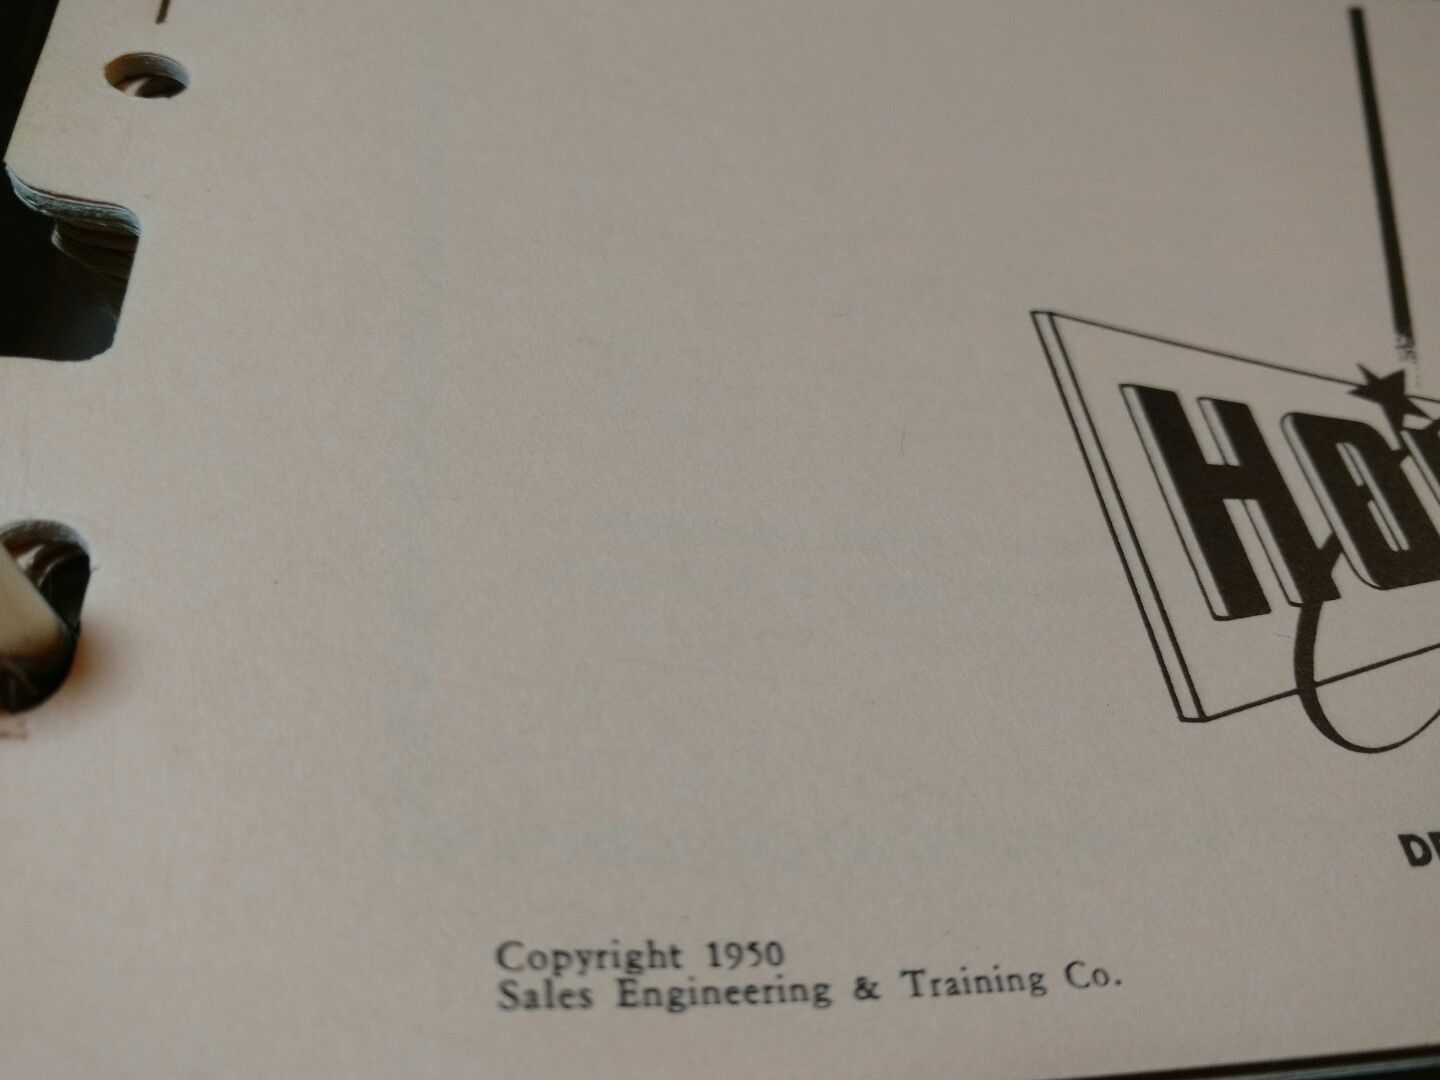 Copyright 1950
Sales Engineering & Training Co.